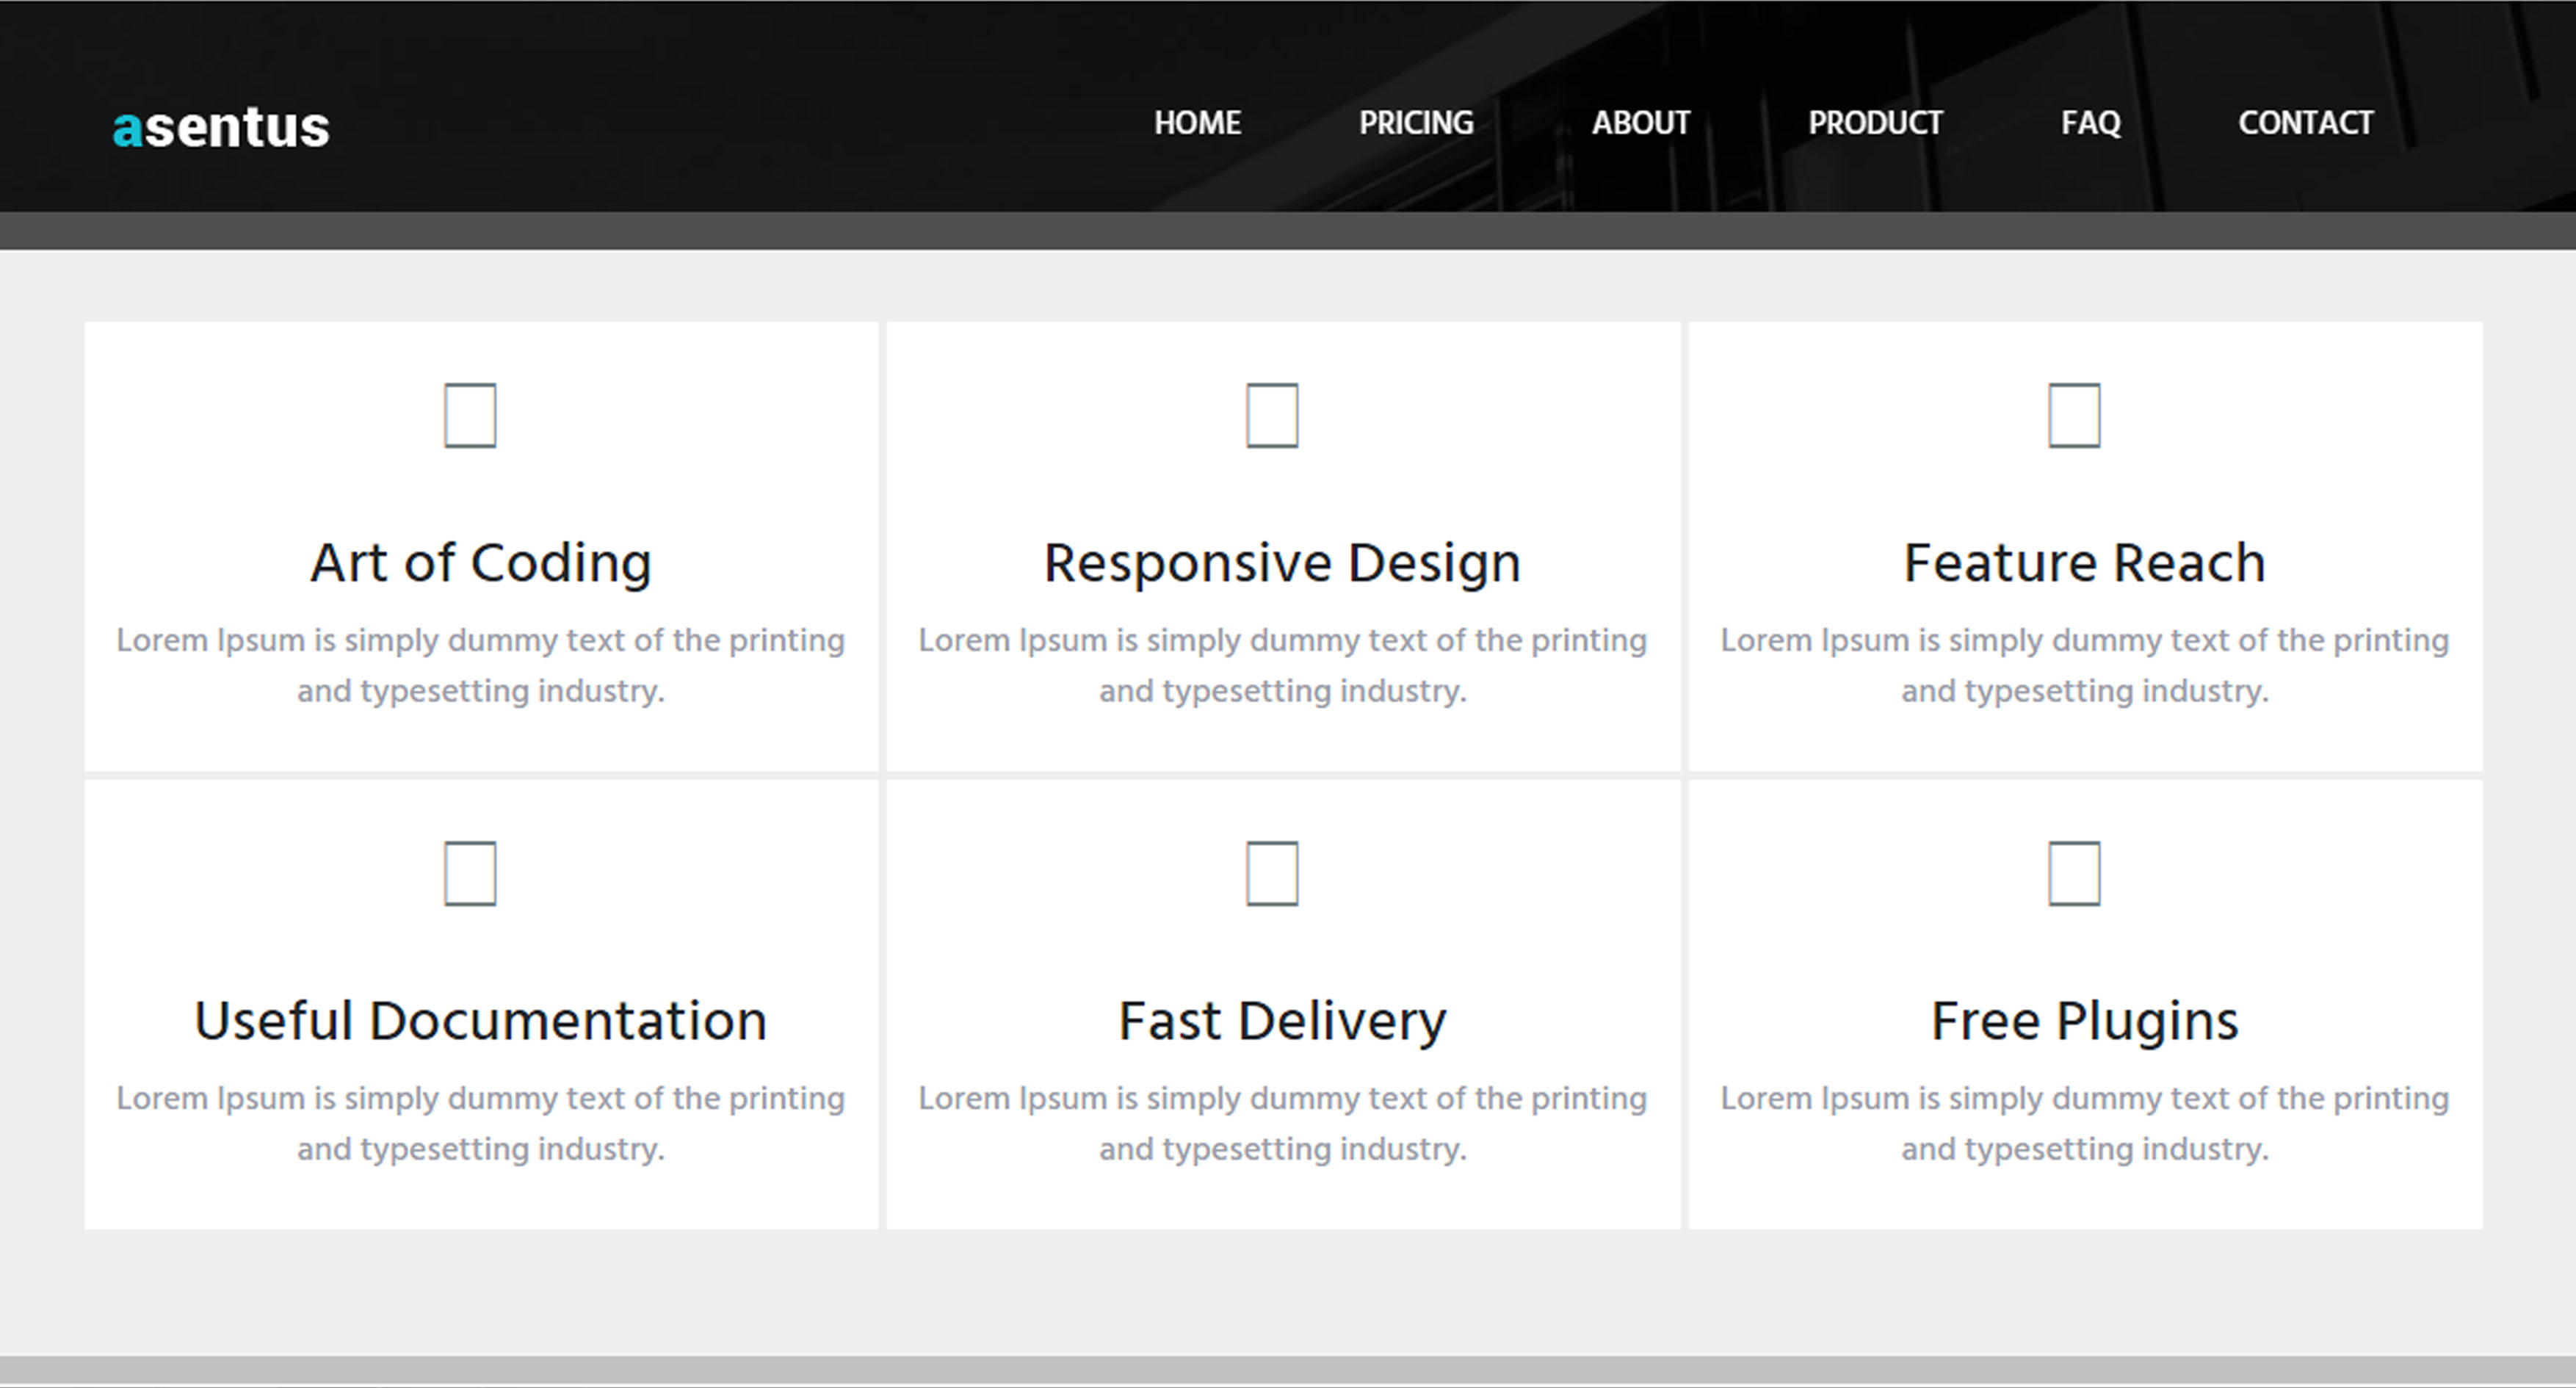 asentus
HOME PRICING ABOUT PRODUCT FAQ CONTACT
Art of Coding
Lorem Ipsum is simply dummy text of the printing
and typesetting industry.
Responsive Design
Lorem Ipsum is simply dummy text of the printing
and typesetting industry.
Feature Reach
Lorem Ipsum is simply dummy text of the printing
and typesetting industry.
Useful Documentation
Lorem Ipsum is simply dummy text of the printing
and typesetting industry.
Fast Delivery
Lorem Ipsum is simply dummy text of the printing
and typesetting industry.
Free Plugins
Lorem Ipsum is simply dummy text of the printing
and typesetting industry.